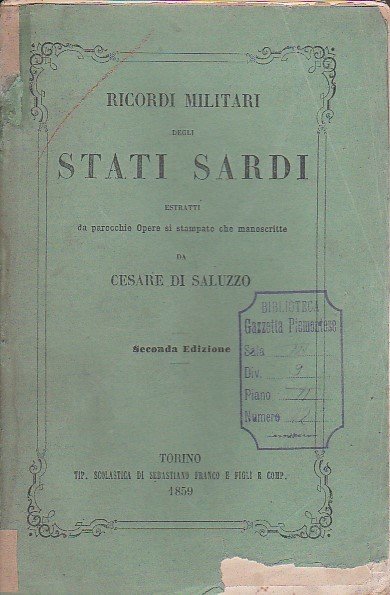 RICORDI MILITARI
DEGLI
STATI SARDI
ESTRATTI
da parecchie Opere sì stampate che manoscritte
DA
CESARE DI SALUZZO
Seconda Edizione
BIBLIOTECA
Gazzetta Piemontese
Sala
Div. 9
Piano
Numero
TORINO
TIP. SCOLASTICA DI SEBASTIANO FRANCO E FIGLI E COMP.
1859